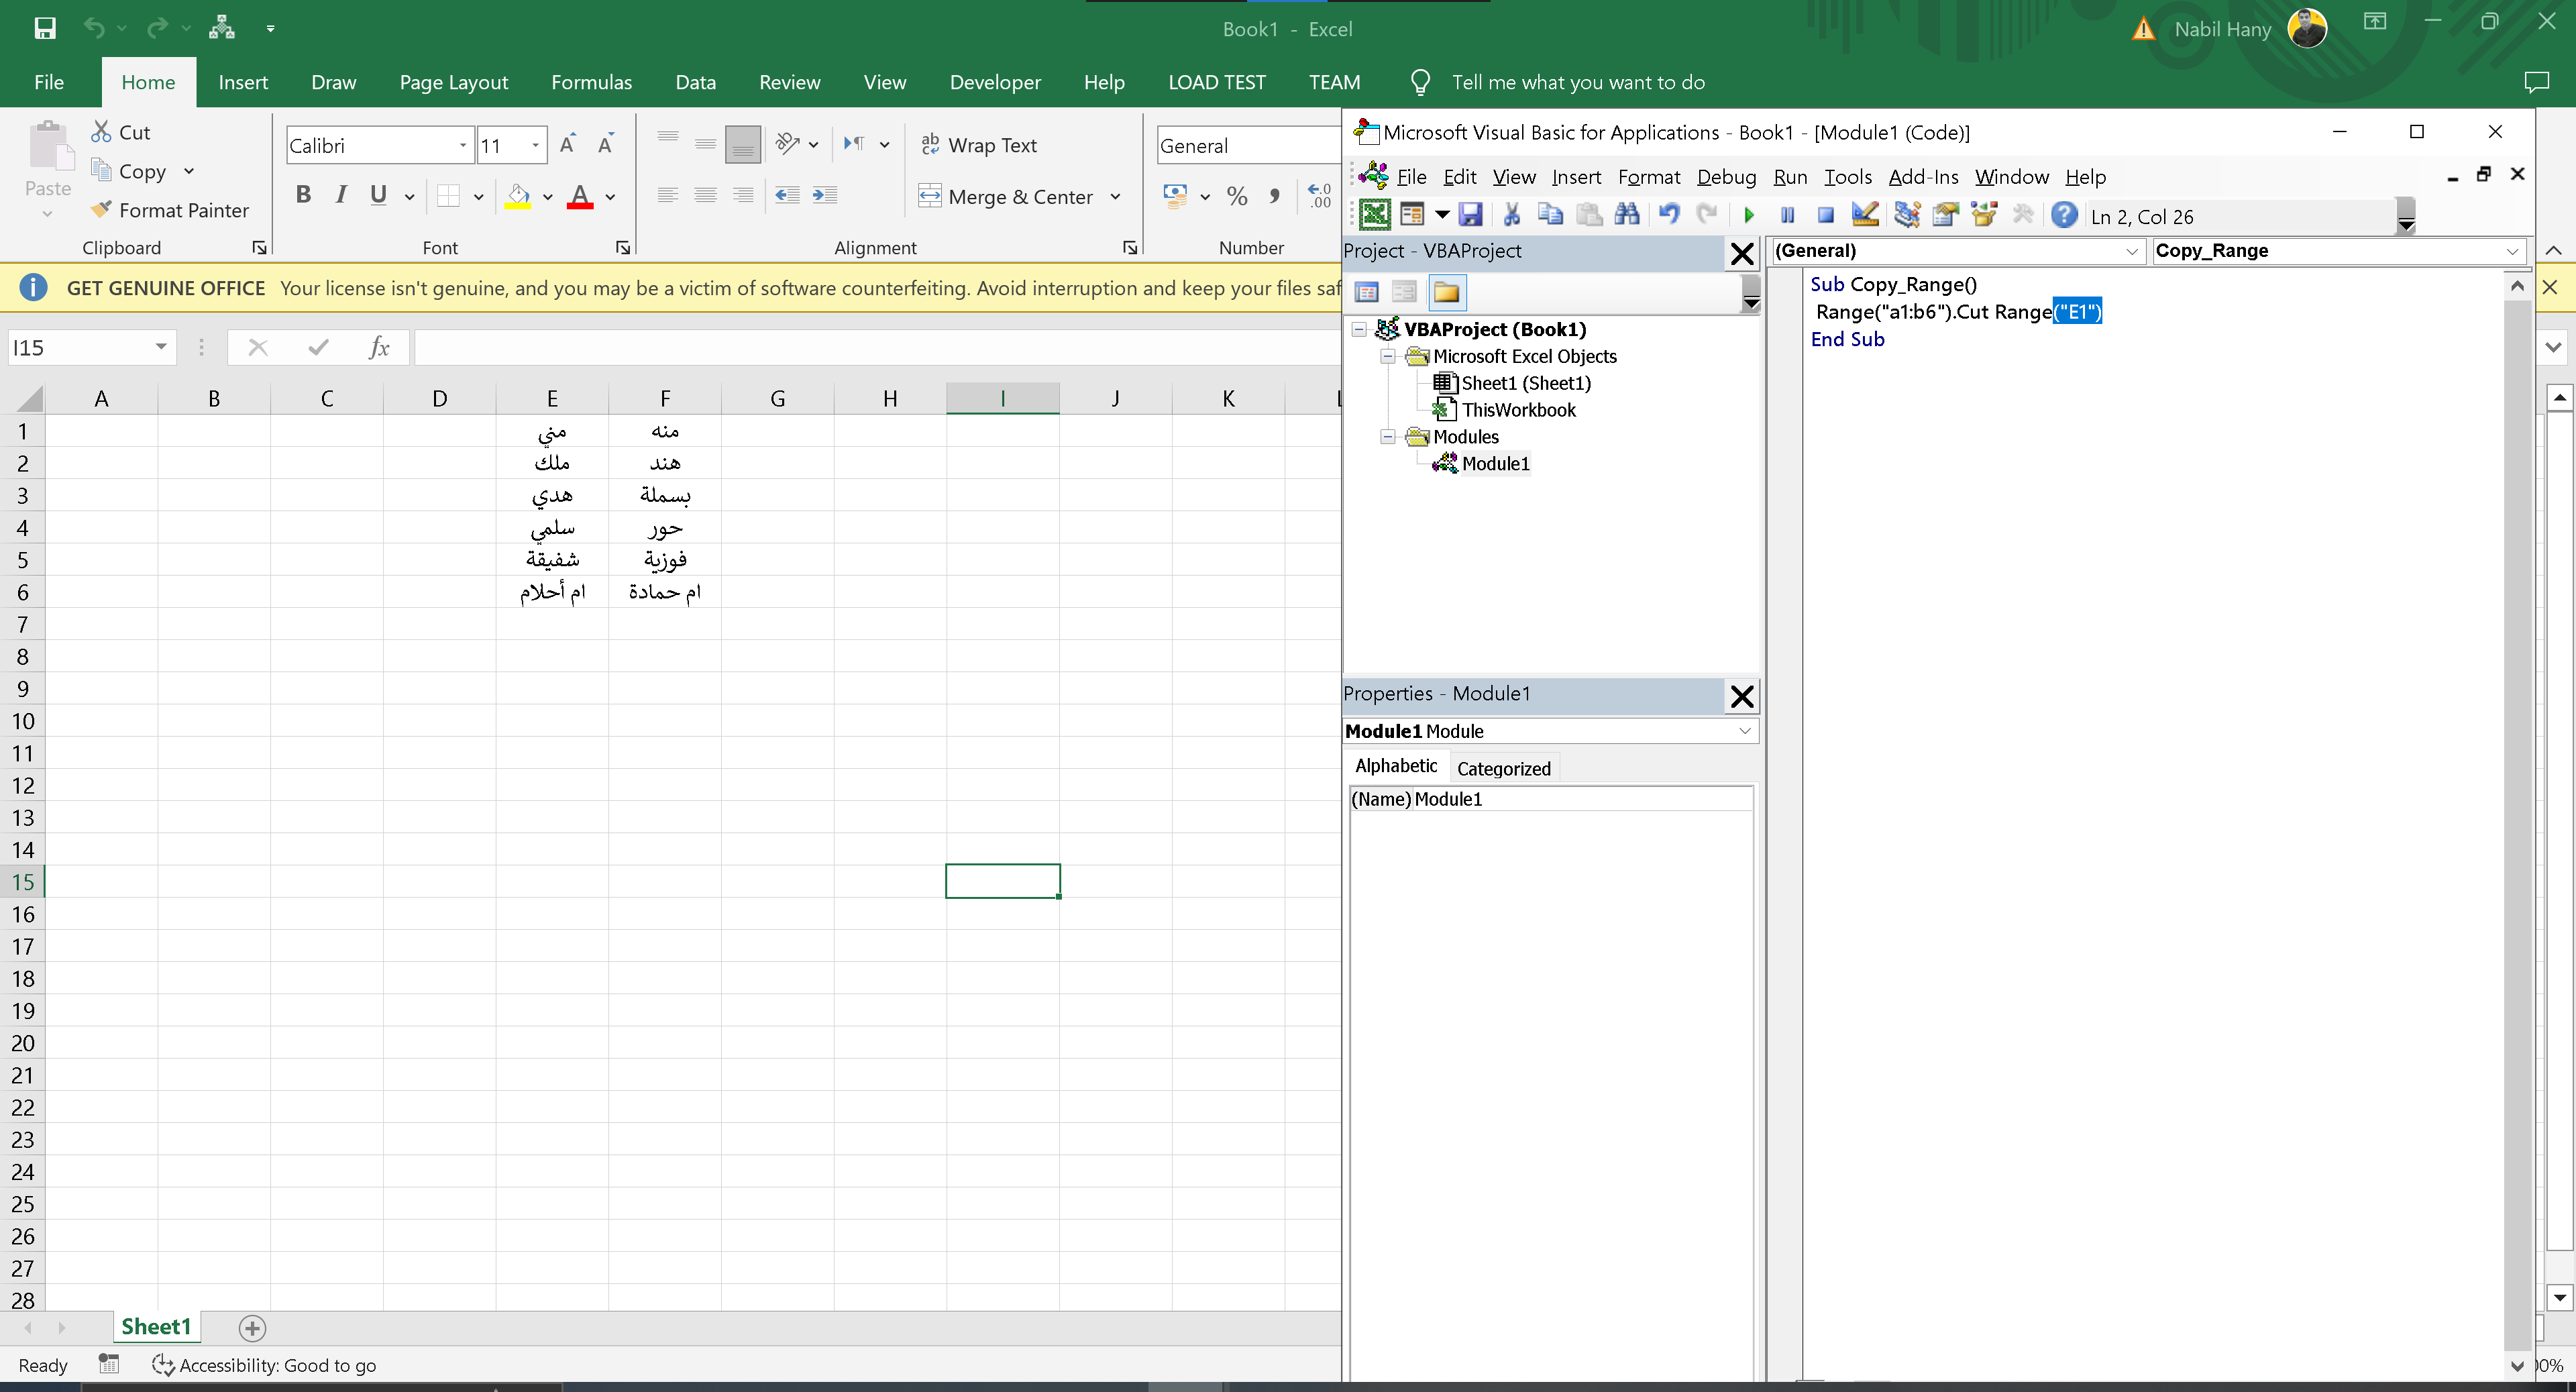 Book1 - Excel
Nabil Hany
File Home Insert Draw Page Layout Formulas Data Review View Developer Help LOAD TEST TEAM Tell me what you want to do
Paste
Cut
Copy
Format Painter
Clipboard
Calibri 11
B I U
Font
Wrap Text
Merge & Center
Alignment
General
Number
Microsoft Visual Basic for Applications - Book1 - [Module1 (Code)]
File Edit View Insert Format Debug Run Tools Add-Ins Window Help
Ln 2, Col 26
GET GENUINE OFFICE Your license isn't genuine, and you may be a victim of software counterfeiting. Avoid interruption and keep your files saf
I15
fx
A B C D E F G H I J K
1 مني منه
2 ملك هند
3 هدي بسملة
4 سلمي حور
5 شفيقة فوزية
6 ام أحلام ام حمادة
7
8
9
10
11
12
13
14
15
16
17
18
19
20
21
22
23
24
25
26
27
28
Sheet1
Ready Accessibility: Good to go
00%
Project - VBAProject
VBAProject (Book1)
Microsoft Excel Objects
Sheet1 (Sheet1)
ThisWorkbook
Modules
Module1
Properties - Module1
Module1 Module
Alphabetic Categorized
(Name) Module1
(General) Copy_Range
Sub Copy_Range()
Range("a1:b6").Cut Range("E1")
End Sub